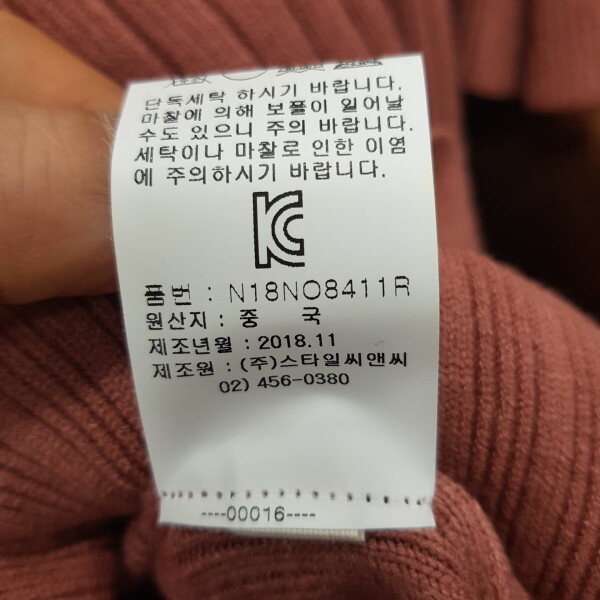 단독세탁 하시기 바랍니다.
마찰에 의해 보풀이 일어날
수도 있으니 주의 바랍니다.
세탁이나 마찰로 인한 이염
에 주의하시기 바랍니다.
KC
품번 : N18NO8411R
원산지 : 중 국
제조년월 : 2018.11
제조원 : (주)스타일씨앤씨
02) 456-0380
----00016----